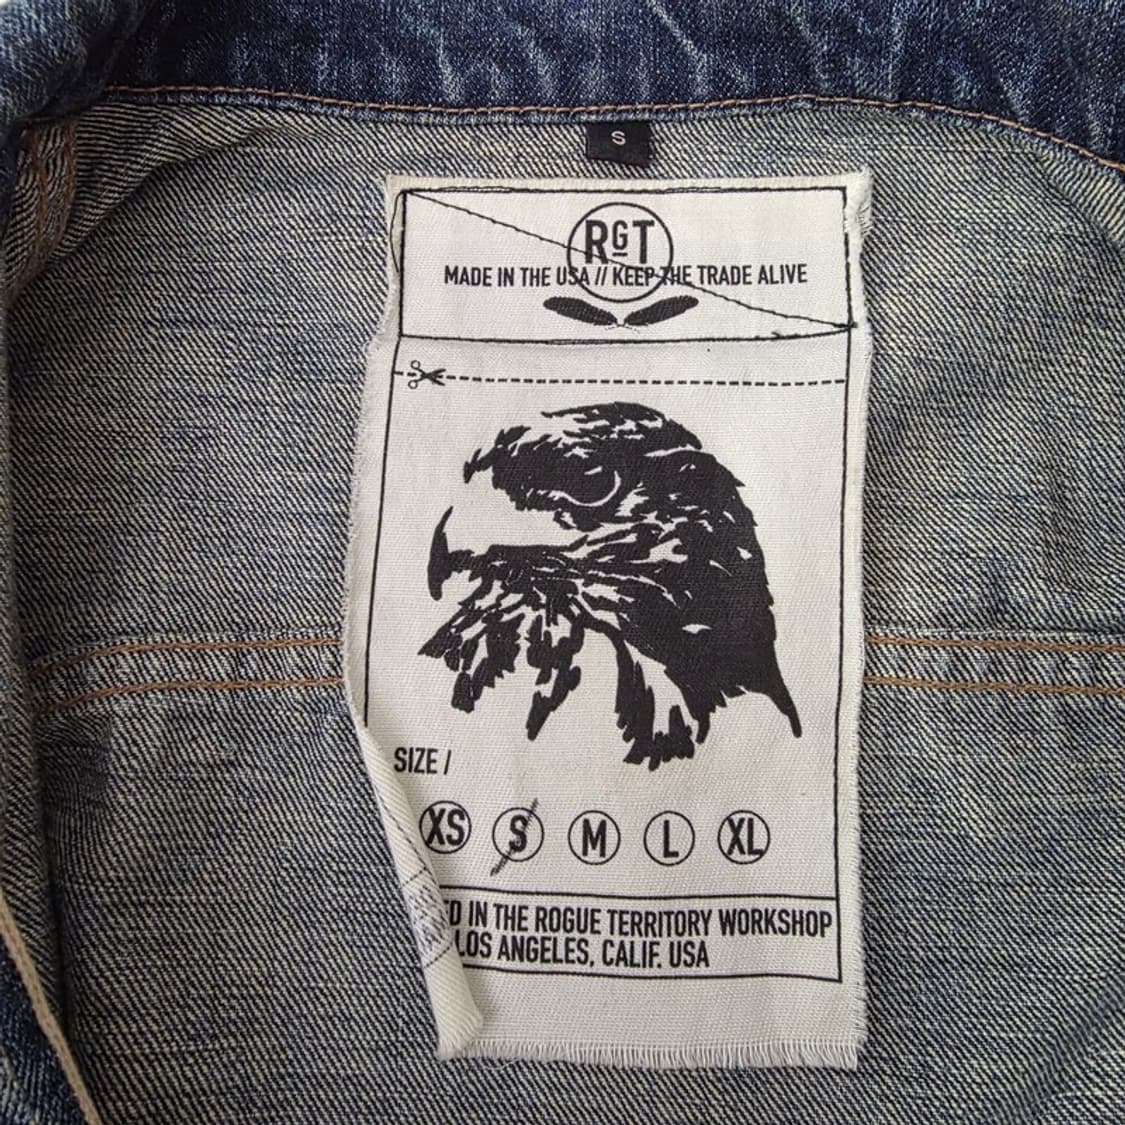 S
RGT
MADE IN THE USA // KEEP THE TRADE ALIVE
SIZE /
XS S M L XL
IN THE ROGUE TERRITORY WORKSHOP
LOS ANGELES, CALIF. USA